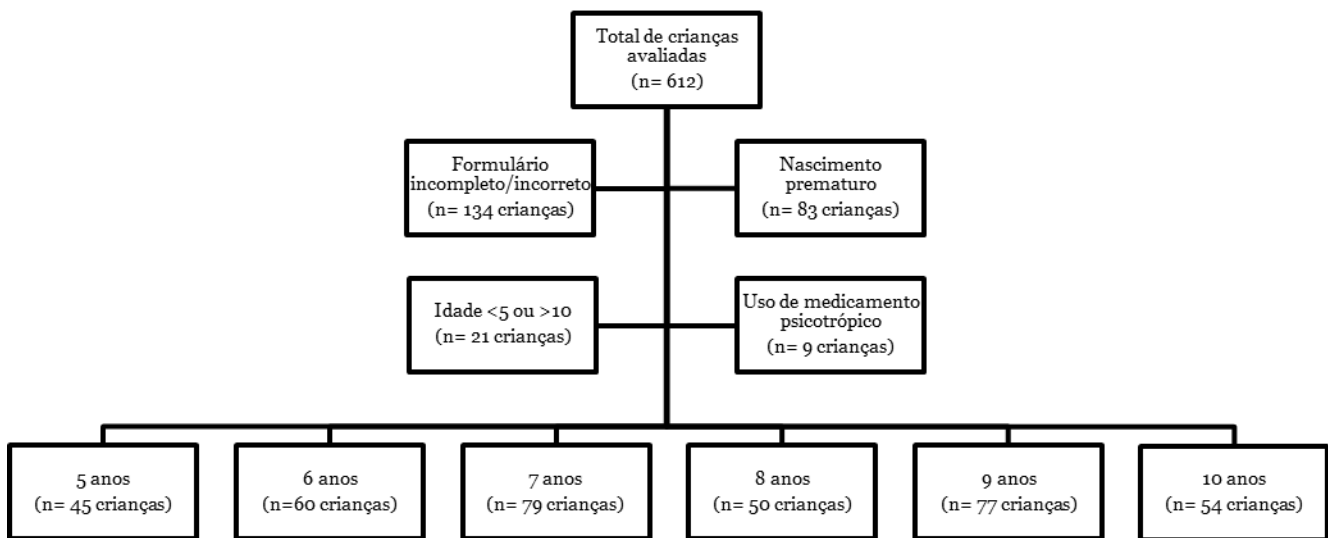 Total de crianças
avaliadas
(n= 612)
Formulário
incompleto/incorreto
(n= 134 crianças)
Nascimento
prematuro
(n= 83 crianças)
Idade <5 ou >10
(n= 21 crianças)
Uso de medicamento
psicotrópico
(n= 9 crianças)
5 anos
(n= 45 crianças)
6 anos
(n=60 crianças)
7 anos
(n= 79 crianças)
8 anos
(n= 50 crianças)
9 anos
(n= 77 crianças)
10 anos
(n= 54 crianças)